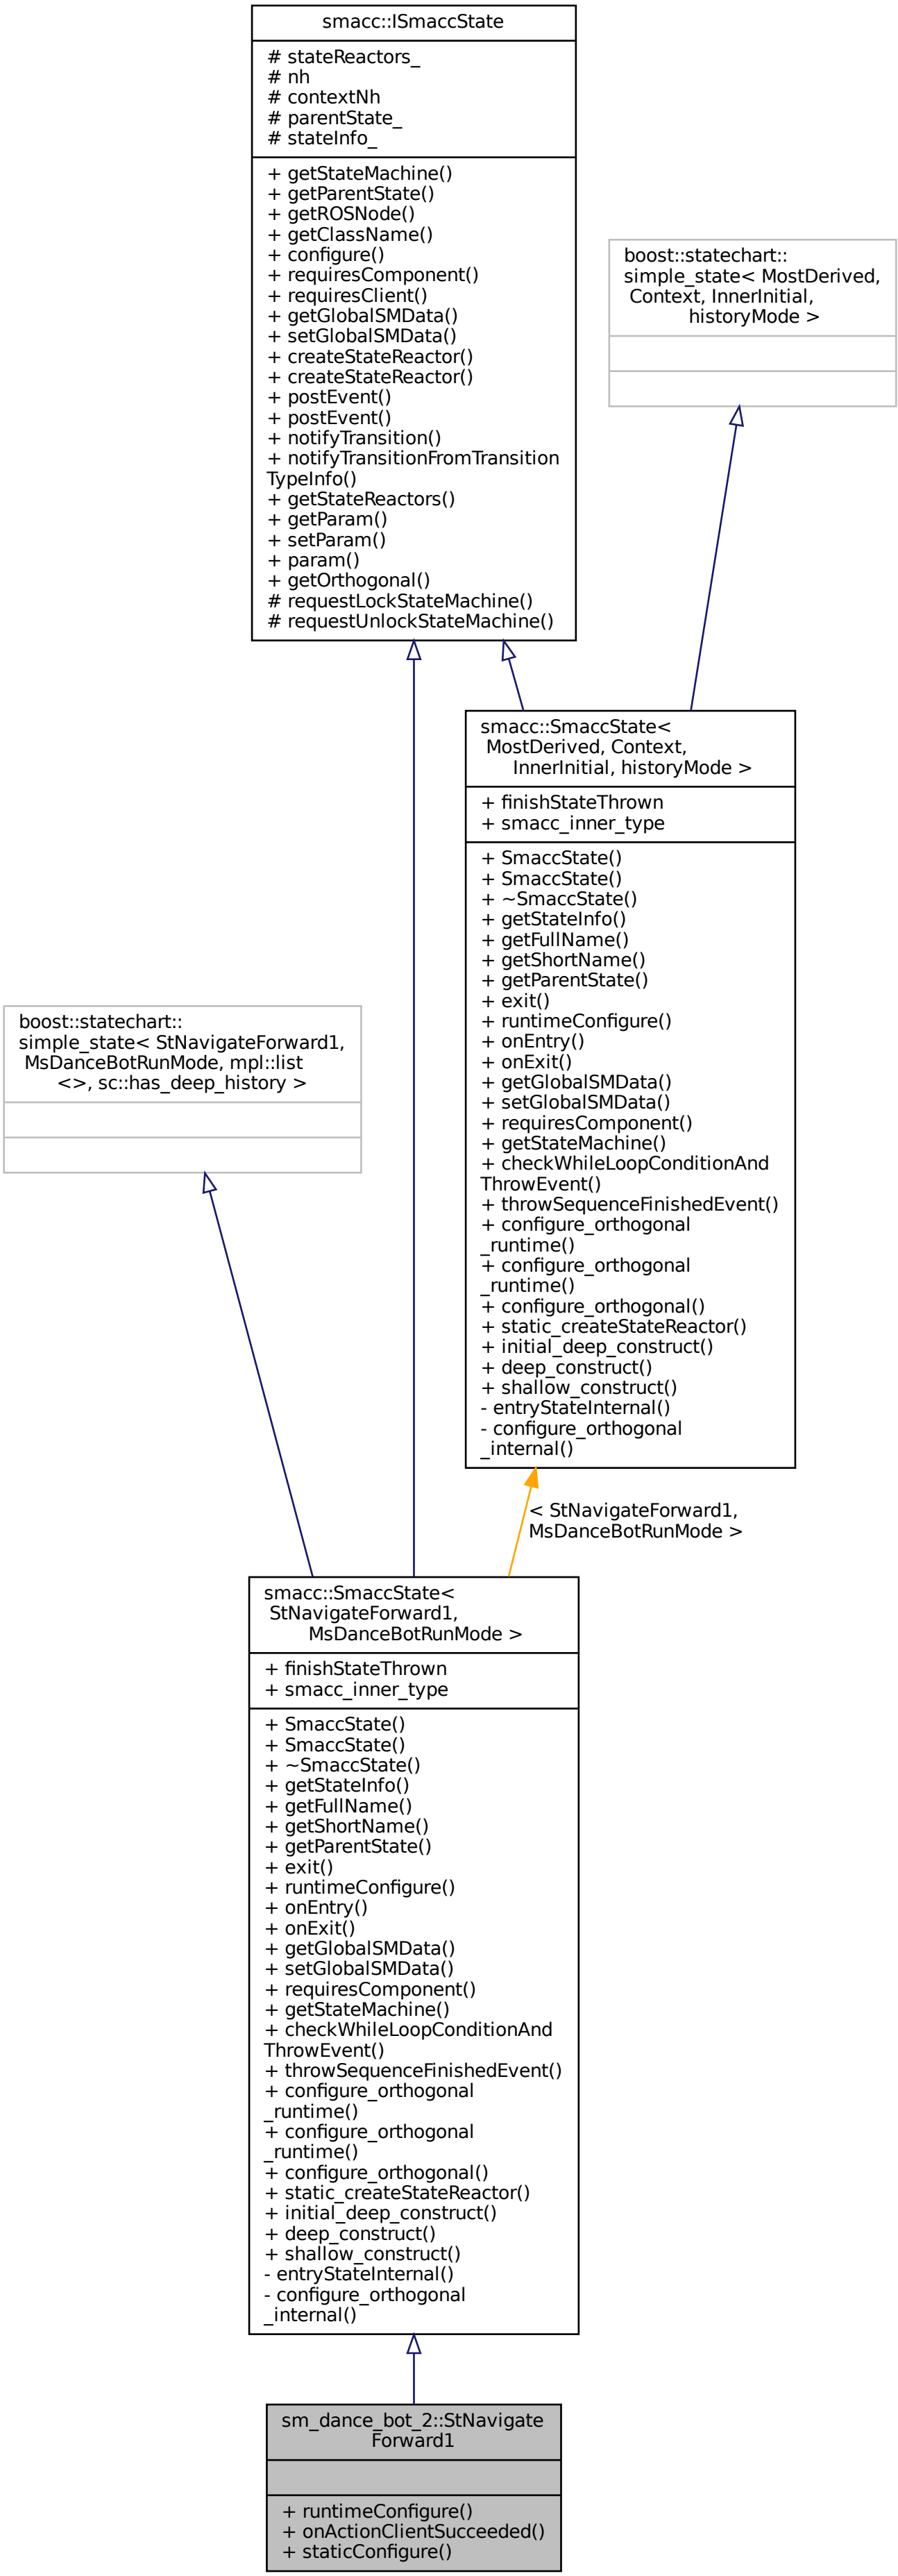 smacc::ISmaccState
# stateReactors_
# nh
# contextNh
# parentState_
# stateInfo_
+ getStateMachine()
+ getParentState()
+ getROSNode()
+ getClassName()
+ configure()
+ requiresComponent()
+ requiresClient()
+ getGlobalSMData()
+ setGlobalSMData()
+ createStateReactor()
+ createStateReactor()
+ postEvent()
+ postEvent()
+ notifyTransition()
+ notifyTransitionFromTransition
TypeInfo()
+ getStateReactors()
+ getParam()
+ setParam()
+ param()
+ getOrthogonal()
# requestLockStateMachine()
# requestUnlockStateMachine()
boost::statechart::
simple_state< MostDerived,
Context, InnerInitial,
historyMode >
smacc::SmaccState<
MostDerived, Context,
InnerInitial, historyMode >
+ finishStateThrown
+ smacc_inner_type
+ SmaccState()
+ SmaccState()
+ ~SmaccState()
+ getStateInfo()
+ getFullName()
+ getShortName()
+ getParentState()
+ exit()
+ runtimeConfigure()
+ onEntry()
+ onExit()
+ getGlobalSMData()
+ setGlobalSMData()
+ requiresComponent()
+ getStateMachine()
+ checkWhileLoopConditionAnd
ThrowEvent()
+ throwSequenceFinishedEvent()
+ configure_orthogonal
_runtime()
+ configure_orthogonal
_runtime()
+ configure_orthogonal()
+ static_createStateReactor()
+ initial_deep_construct()
+ deep_construct()
+ shallow_construct()
- entryStateInternal()
- configure_orthogonal
_internal()
boost::statechart::
simple_state< StNavigateForward1,
MsDanceBotRunMode, mpl::list
<>, sc::has_deep_history >
< StNavigateForward1,
MsDanceBotRunMode >
smacc::SmaccState<
StNavigateForward1,
MsDanceBotRunMode >
+ finishStateThrown
+ smacc_inner_type
+ SmaccState()
+ SmaccState()
+ ~SmaccState()
+ getStateInfo()
+ getFullName()
+ getShortName()
+ getParentState()
+ exit()
+ runtimeConfigure()
+ onEntry()
+ onExit()
+ getGlobalSMData()
+ setGlobalSMData()
+ requiresComponent()
+ getStateMachine()
+ checkWhileLoopConditionAnd
ThrowEvent()
+ throwSequenceFinishedEvent()
+ configure_orthogonal
_runtime()
+ configure_orthogonal
_runtime()
+ configure_orthogonal()
+ static_createStateReactor()
+ initial_deep_construct()
+ deep_construct()
+ shallow_construct()
- entryStateInternal()
- configure_orthogonal
_internal()
sm_dance_bot_2::StNavigate
Forward1
+ runtimeConfigure()
+ onActionClientSucceeded()
+ staticConfigure()